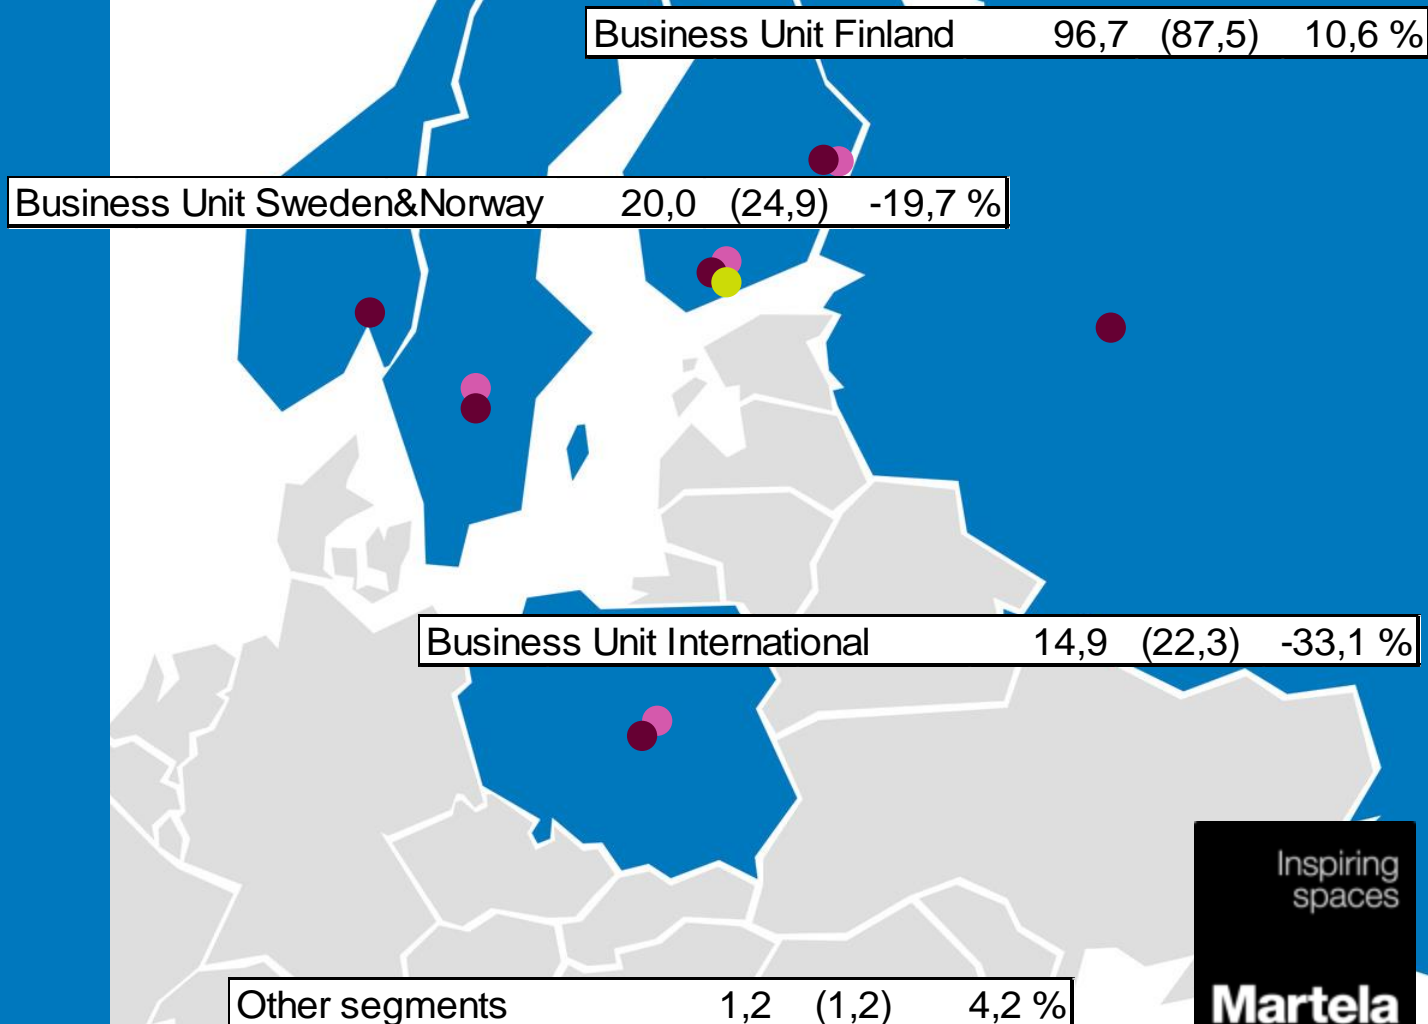 Business Unit Finland 96,7 (87,5) 10,6 %
Business Unit Sweden&Norway 20,0 (24,9) -19,7 %
Business Unit International 14,9 (22,3) -33,1 %
Inspiring
spaces
Other segments 1,2 (1,2) 4,2 %
Martela